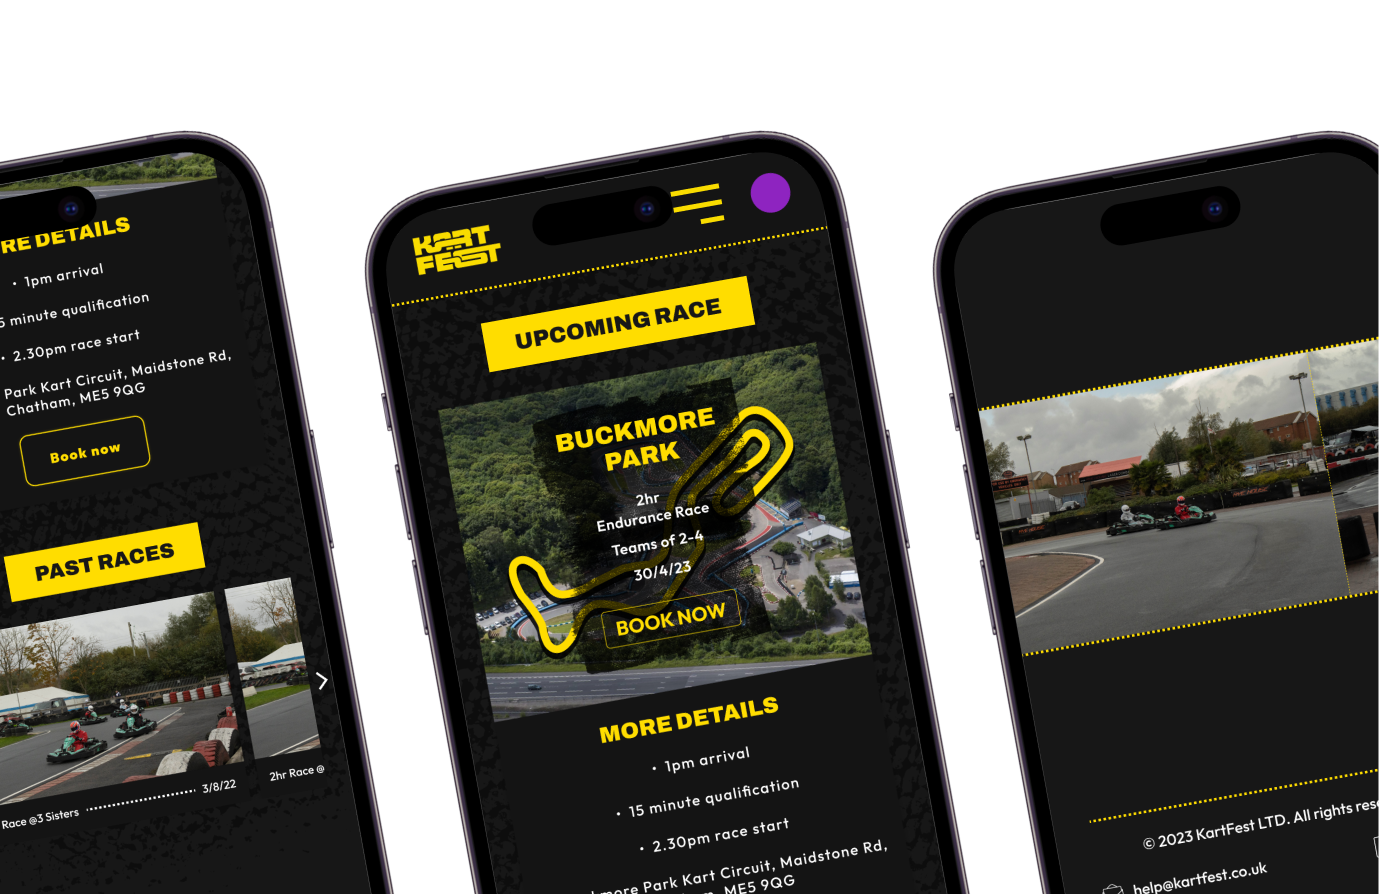 RE DETAILS
• 1pm arrival
5 minute qualification
• 2.30pm race start
Park Kart Circuit, Maidstone Rd,
Chatham, ME5 9QG
Book now
PAST RACES
Race @3 Sisters
3/8/22
2hr Race @
KART
FEST
UPCOMING RACE
BUCKMORE
PARK
2hr
Endurance Race
Teams of 2-4
30/4/23
BOOK NOW
MORE DETAILS
• 1pm arrival
• 15 minute qualification
• 2.30pm race start
more Park Kart Circuit, Maidstone Rd,
ME5 9QG
© 2023 KartFest LTD. All rights rese
help@kartfest.co.uk